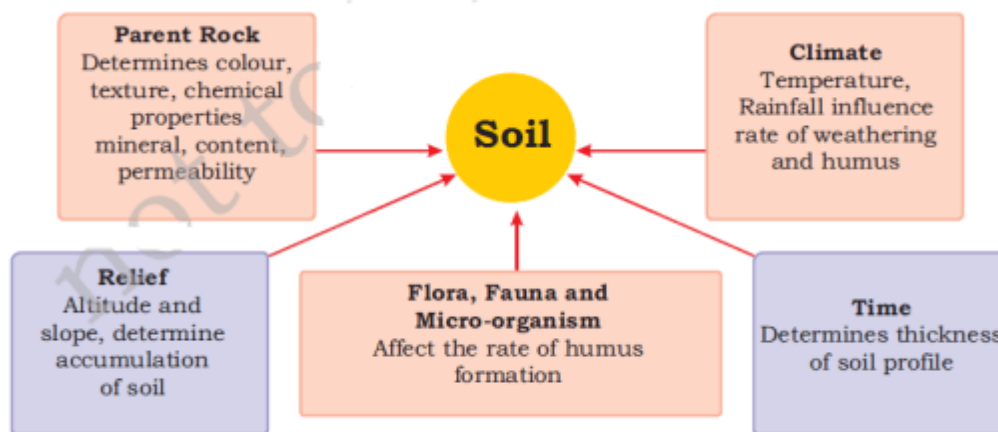 Parent Rock
Determines colour,
texture, chemical
properties
mineral, content,
permeability
Soil
Climate
Temperature,
Rainfall influence
rate of weathering
and humus
Relief
Altitude and
slope, determine
accumulation
of soil
Flora, Fauna and
Micro-organism
Affect the rate of humus
formation
Time
Determines thickness
of soil profile
not to